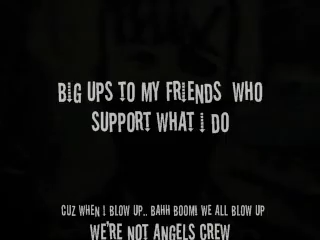 BIG UPS TO MY FRIENDS WHO
SUPPORT WHAT I DO
CUZ WHEN I BLOW UP.. BAHH BOOM! WE ALL BLOW UP
WE'RE NOT ANGELS CREW